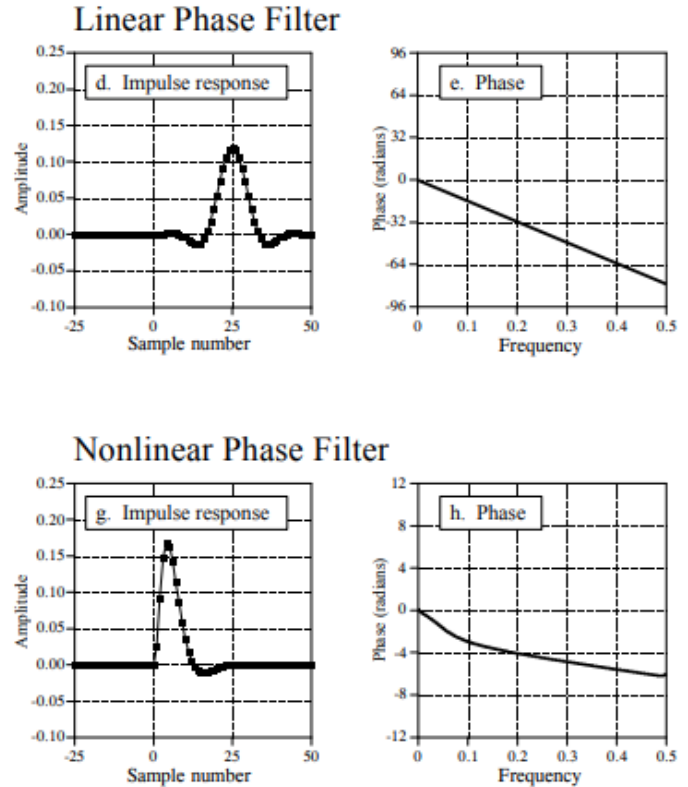 Linear Phase Filter
d. Impulse response
0.25
0.20
0.15
0.10
0.05
0.00
-0.05
-0.10
Amplitude
-25 0 25 50
Sample number
e. Phase
96
64
32
0
-32
-64
-96
Phase (radians)
0 0.1 0.2 0.3 0.4 0.5
Frequency
Nonlinear Phase Filter
g. Impulse response
0.25
0.20
0.15
0.10
0.05
0.00
-0.05
-0.10
Amplitude
-25 0 25 50
Sample number
h. Phase
12
8
4
0
-4
-8
-12
Phase (radians)
0 0.1 0.2 0.3 0.4 0.5
Frequency